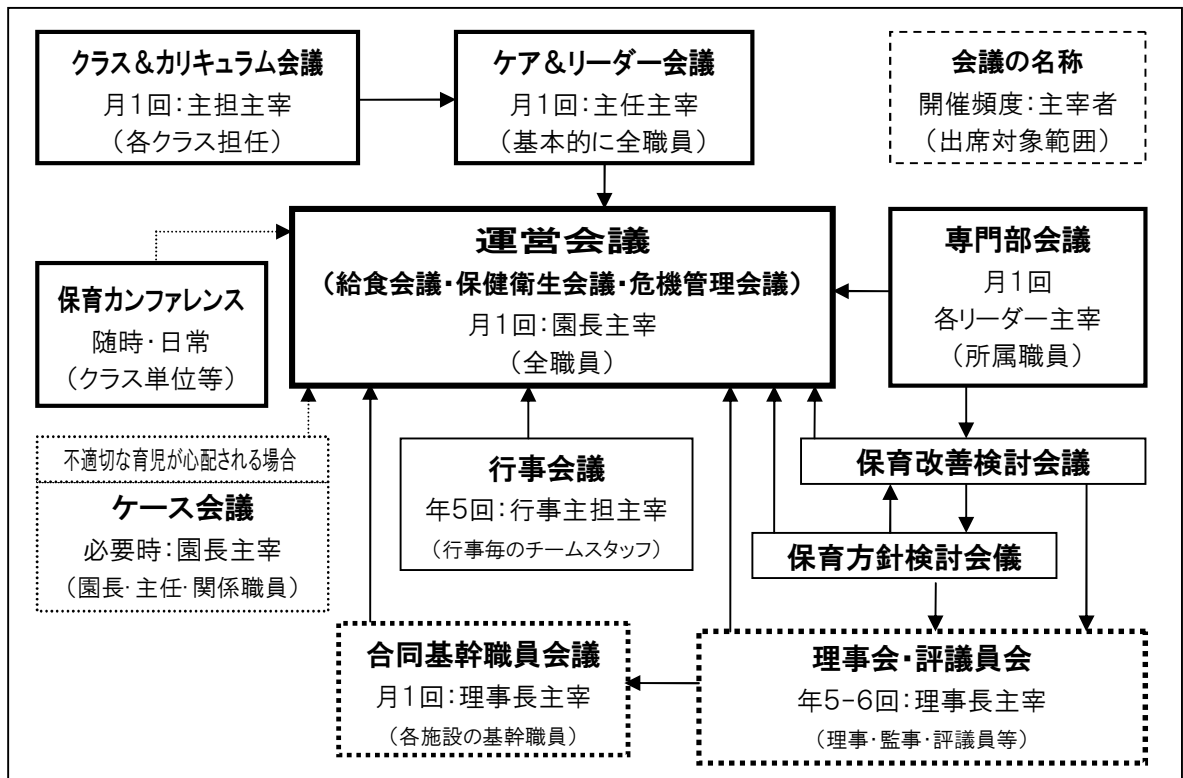 クラス&カリキュラム会議
月1回:主担主宰
(各クラス担任)
ケア&リーダー会議
月1回:主任主宰
(基本的に全職員)
会議の名称
開催頻度:主宰者
(出席対象範囲)
運営会議
(給食会議・保健衛生会議・危機管理会議)
月1回:園長主宰
(全職員)
専門部会議
月1回
各リーダー主宰
(所属職員)
保育カンファレンス
随時・日常
(クラス単位等)
不適切な育児が心配される場合
ケース会議
必要時:園長主宰
(園長・主任・関係職員)
行事会議
年5回:行事主担主宰
(行事毎のチームスタッフ)
保育改善検討会議
保育方針検討会儀
合同基幹職員会議
月1回:理事長主宰
(各施設の基幹職員)
理事会・評議員会
年5-6回:理事長主宰
(理事・監事・評議員等)